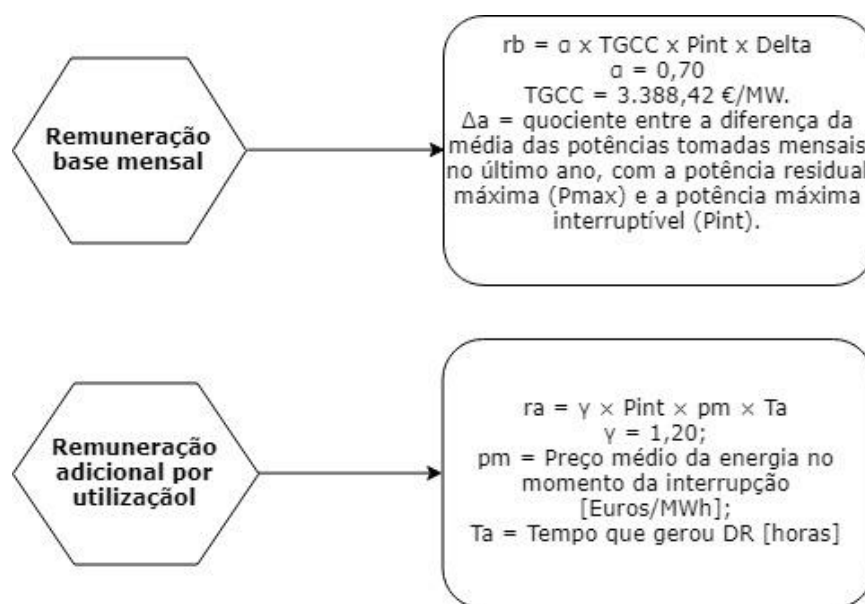 Remuneração
base mensal
rb = α x TGCC x Pint x Delta
α = 0,70
TGCC = 3.388,42 €/MW.
Δa = quociente entre a diferença da
média das potências tomadas mensais
no último ano, com a potência residual
máxima (Pmax) e a potência máxima
interruptível (Pint).
Remuneração
adicional por
utilizaçãol
ra = γ × Pint × pm × Ta
γ = 1,20;
pm = Preço médio da energia no
momento da interrupção
[Euros/MWh];
Ta = Tempo que gerou DR [horas]